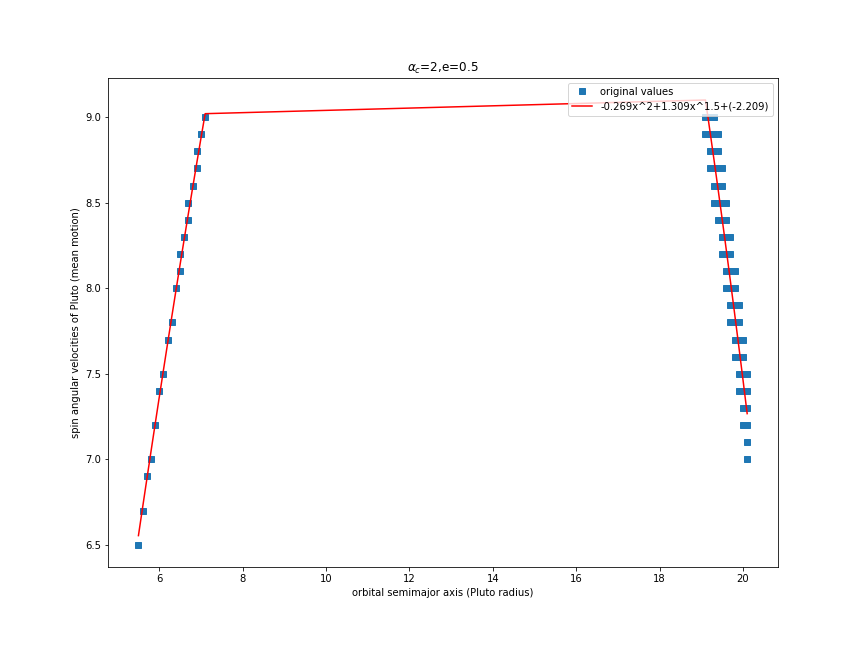 α_c=2,e=0.5
original values
-0.269x^2+1.309x^1.5+(-2.209)
9.0
8.5
8.0
7.5
7.0
6.5
spin angular velocities of Pluto (mean motion)
6 8 10 12 14 16 18 20
orbital semimajor axis (Pluto radius)